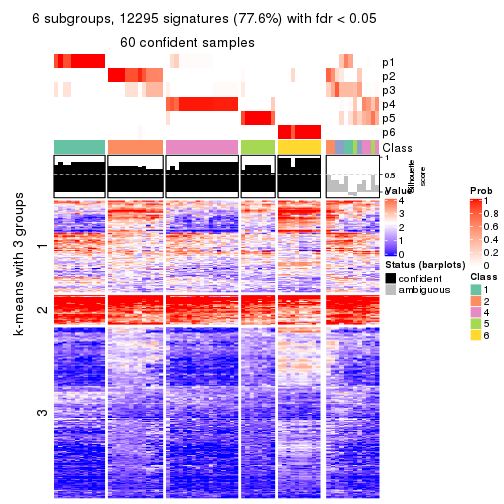 6 subgroups, 12295 signatures (77.6%) with fdr < 0.05
60 confident samples
p1
p2
p3
p4
p5
p6
Class
1
0.5
0
Silhouette
score
k-means with 3 groups
1
2
3
Value
4
3
2
1
0
Status (barplots)
confident
ambiguous
Prob
1
0.8
0.6
0.4
0.2
0
Class
1
2
4
5
6